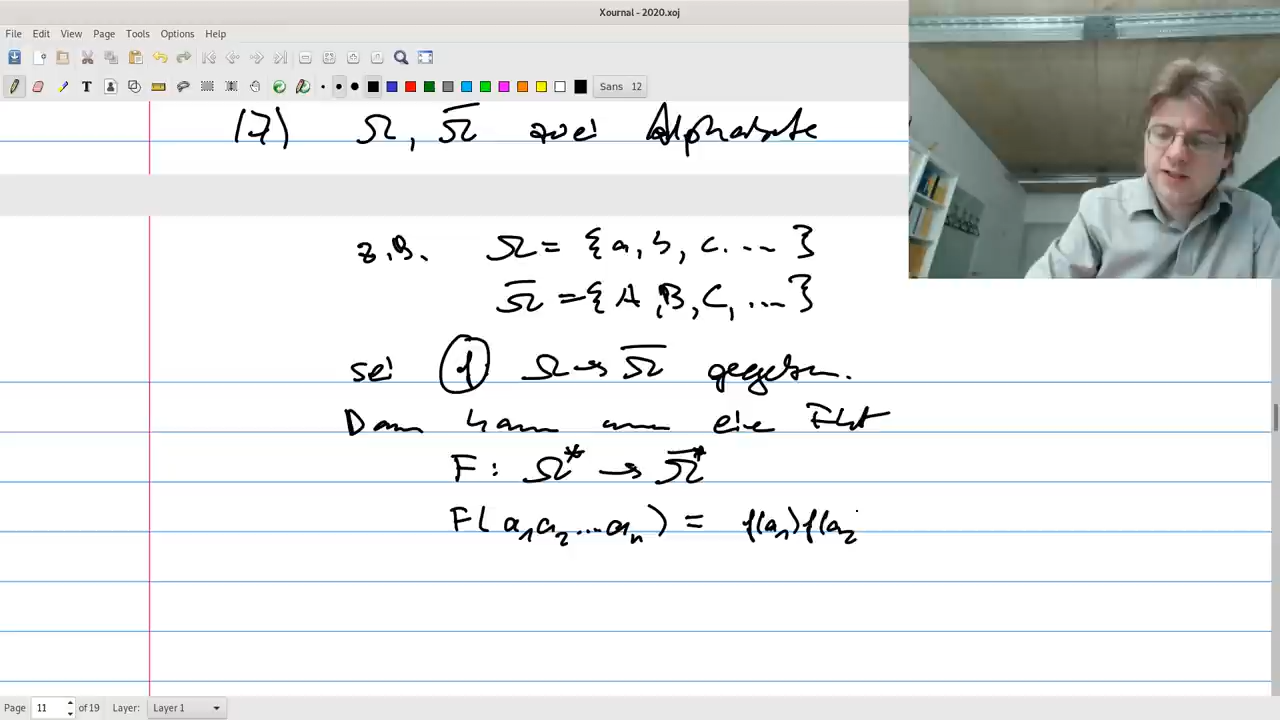 Xournal - 2020.xoj
File Edit View Page Tools Options Help
Sans 12
(7) Ω, Ω̅ zwei Alphabete
z.B. Ω = {a, b, c, ... }
Ω̅ = {A, B, C, ... }
sei f Ω → Ω̅ gegeben.
Dann kann man eine Fkt
F: Ω* → Ω̅*
F( a₁a₂...aₙ ) = f(a₁)f(a₂
Page 11 of 19 Layer: Layer 1